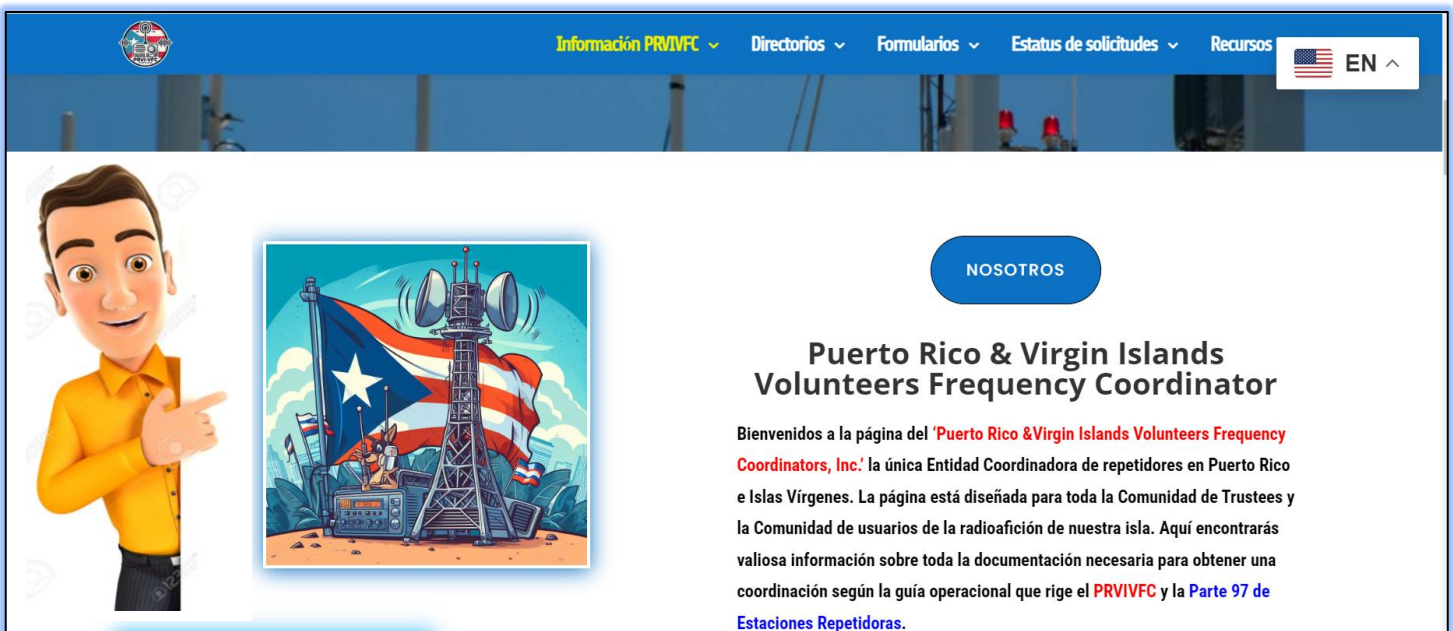 Información PRVIVFC
Directorios
Formularios
Estatus de solicitudes
Recursos
EN
NOSOTROS
Puerto Rico & Virgin Islands
Volunteers Frequency Coordinator
Bienvenidos a la página del ‘Puerto Rico &Virgin Islands Volunteers Frequency
Coordinators, Inc.’ la única Entidad Coordinadora de repetidores en Puerto Rico
e Islas Vírgenes. La página está diseñada para toda la Comunidad de Trustees y
la Comunidad de usuarios de la radioafición de nuestra isla. Aquí encontrarás
valiosa información sobre toda la documentación necesaria para obtener una
coordinación según la guía operacional que rige el PRVIVFC y la Parte 97 de
Estaciones Repetidoras.